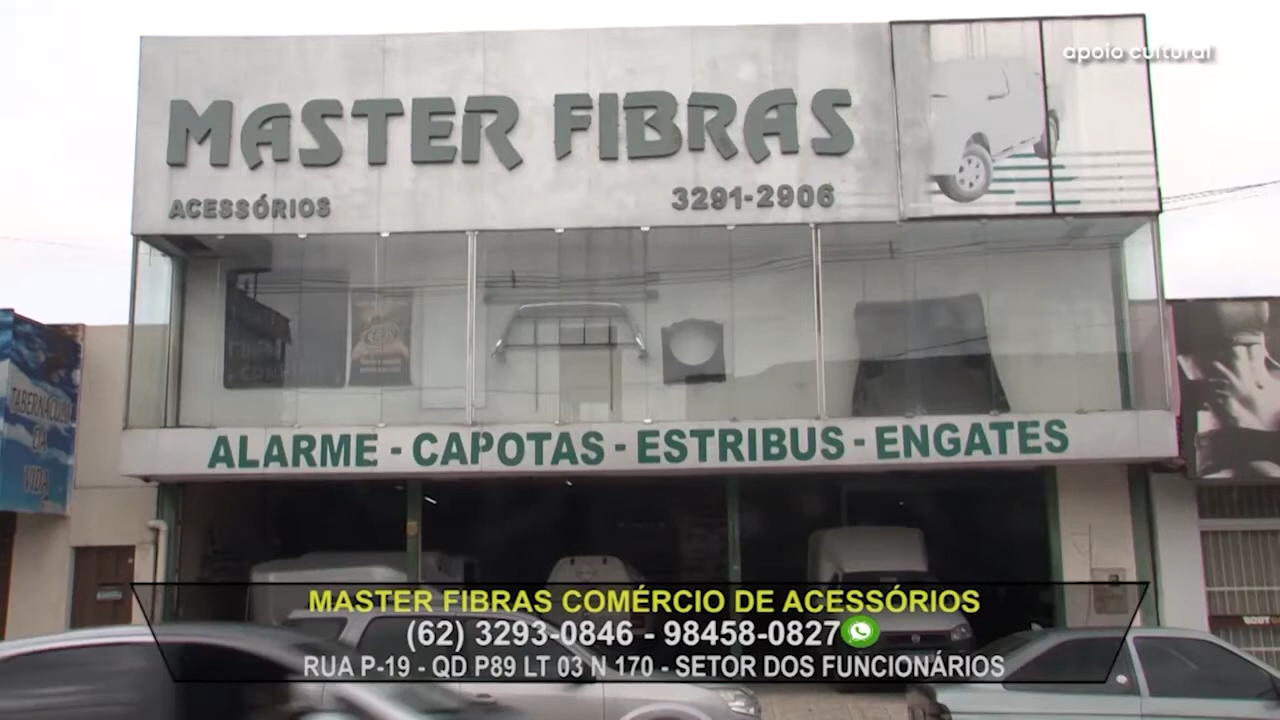 apoio cultural
MASTER FIBRAS
ACESSÓRIOS
3291-2906
ALARME - CAPOTAS - ESTRIBUS - ENGATES
TABERNACULO
DA
VIDA
MASTER FIBRAS COMÉRCIO DE ACESSÓRIOS
(62) 3293-0846 - 98458-0827
RUA P-19 - QD P89 LT 03 N 170 - SETOR DOS FUNCIONÁRIOS